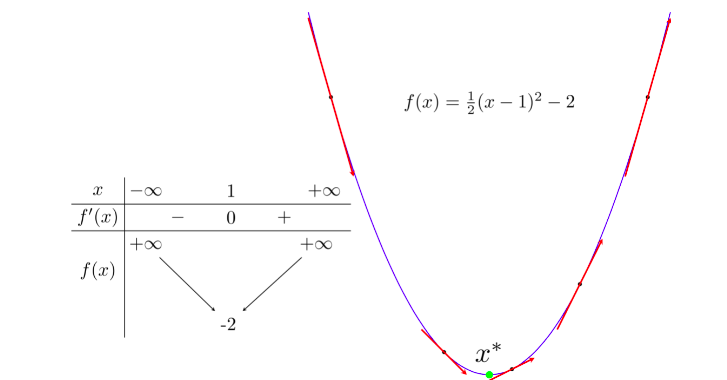 f(x) = 1/2(x − 1)² − 2
x −∞ 1 +∞
f′(x) − 0 +
+∞ +∞
f(x)
-2
x*